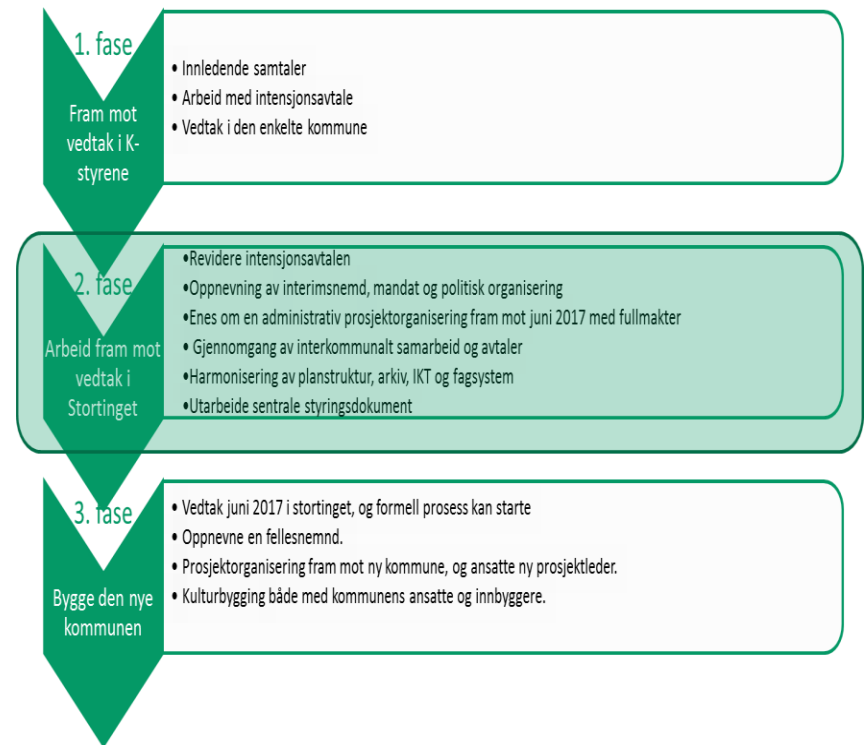 1. fase
Fram mot
vedtak i K-
styrene
• Innledende samtaler
• Arbeid med intensjonsavtale
• Vedtak i den enkelte kommune
2. fase
Arbeid fram mot
vedtak i
Stortinget
•Revidere intensjonsavtalen
•Oppnevning av interimsnemd, mandat og politisk organisering
•Enes om en administrativ prosjektorganisering fram mot juni 2017 med fullmakter
• Gjennomgang av interkommunalt samarbeid og avtaler
•Harmonisering av planstruktur, arkiv, IKT og fagsystem
•Utarbeide sentrale styringsdokument
3. fase
Bygge den nye
kommunen
• Vedtak juni 2017 i stortinget, og formell prosess kan starte
• Oppnevne en fellesnemnd.
• Prosjektorganisering fram mot ny kommune, og ansatte ny prosjektleder.
• Kulturbygging både med kommunens ansatte og innbyggere.